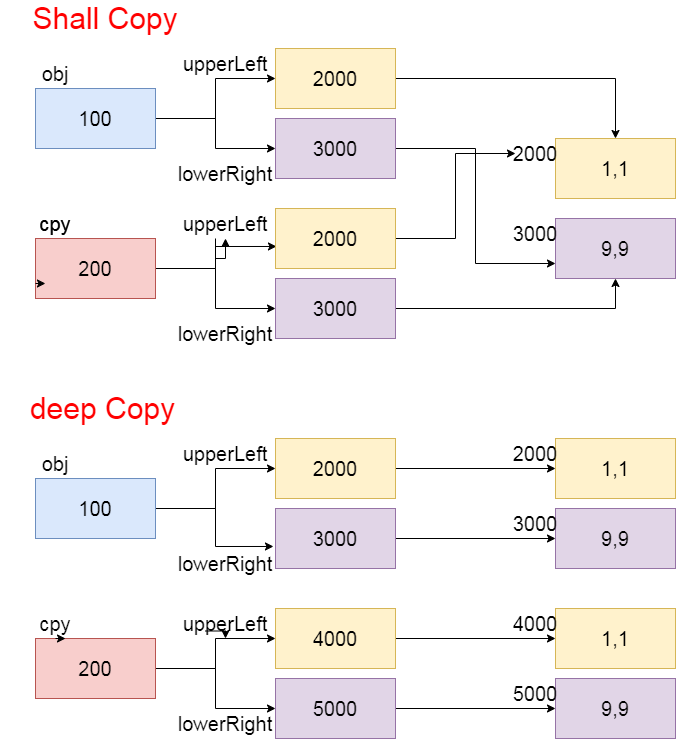 Shall Copy
obj
upperLeft
100
2000
lowerRight
3000
2000
1,1
cpy
upperLeft
200
2000
3000
9,9
lowerRight
3000
deep Copy
obj
upperLeft
100
2000
2000
1,1
lowerRight
3000
3000
9,9
cpy
upperLeft
200
4000
4000
1,1
lowerRight
5000
5000
9,9